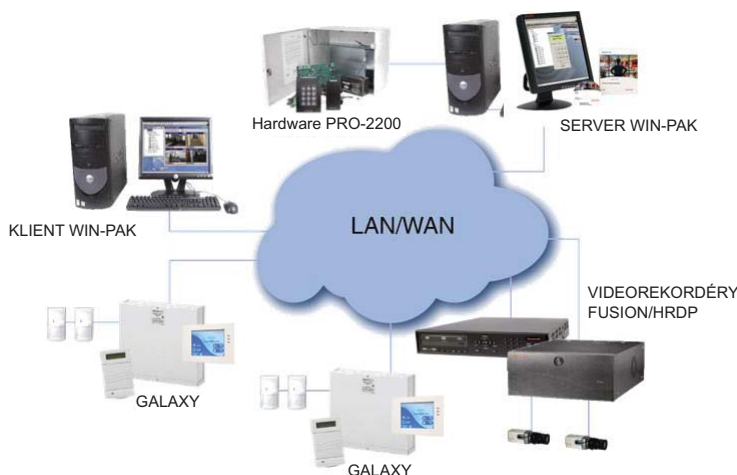 Hardware PRO-2200
SERVER WIN-PAK
KLIENT WIN-PAK
LAN/WAN
VIDEOREKORDÉRY
FUSION/HRDP
GALAXY
GALAXY